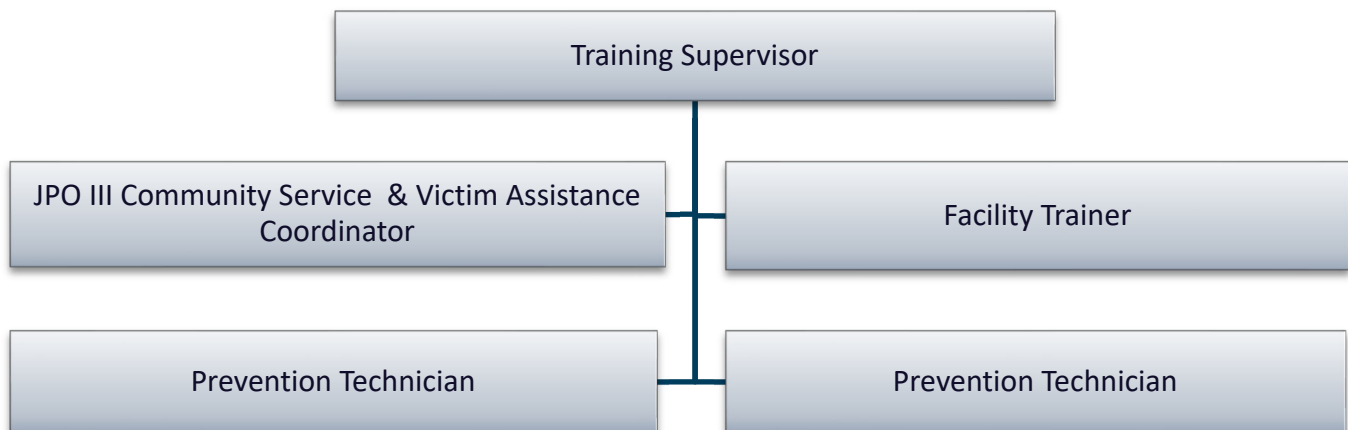 Training Supervisor
JPO III Community Service  & Victim Assistance
Coordinator
Facility Trainer
Prevention Technician
Prevention Technician